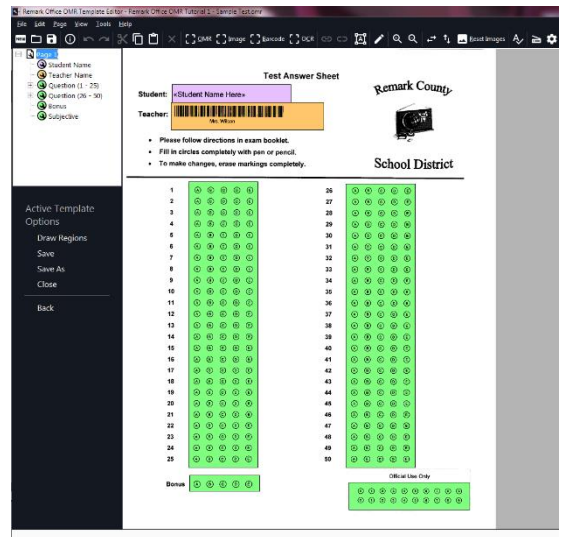 Remark Office OMR Template Editor - Remark Office OMR Tutorial 1 - Sample Test.omr
File Edit Page View Tools Help
OMR Image Barcode OCR Reset Images
Page 1
Student Name
Teacher Name
Question (1 - 25)
Question (26 - 50)
Bonus
Subjective
Active Template
Options
Draw Regions
Save
Save As
Close
Back
Test Answer Sheet
Student: «Student Name Here»
Teacher:
Mrs. Wilson
• Please follow directions in exam booklet.
• Fill in circles completely with pen or pencil.
• To make changes, erase markings completely.
Remark County
School District
1 26
2 27
3 28
4 29
5 30
6 31
7 32
8 33
9 34
10 35
11 36
12 37
13 38
14 39
15 40
16 41
17 42
18 43
19 44
20 45
21 46
22 47
23 48
24 49
25 50
Bonus
Official Use Only